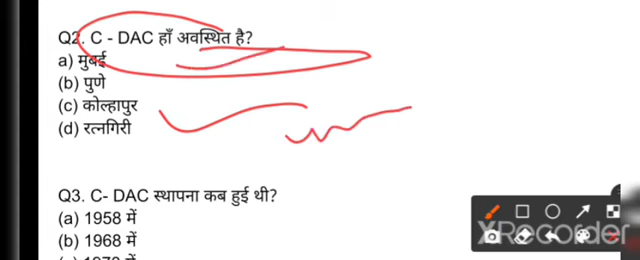 Q2. C - DAC हाँ अवस्थित है?
a) मुंबई
(b) पुणे
(c) कोल्हापुर
(d) रत्नगिरी
Q3. C- DAC स्थापना कब हुई थी?
(a) 1958 में
(b) 1968 में
XRecorder